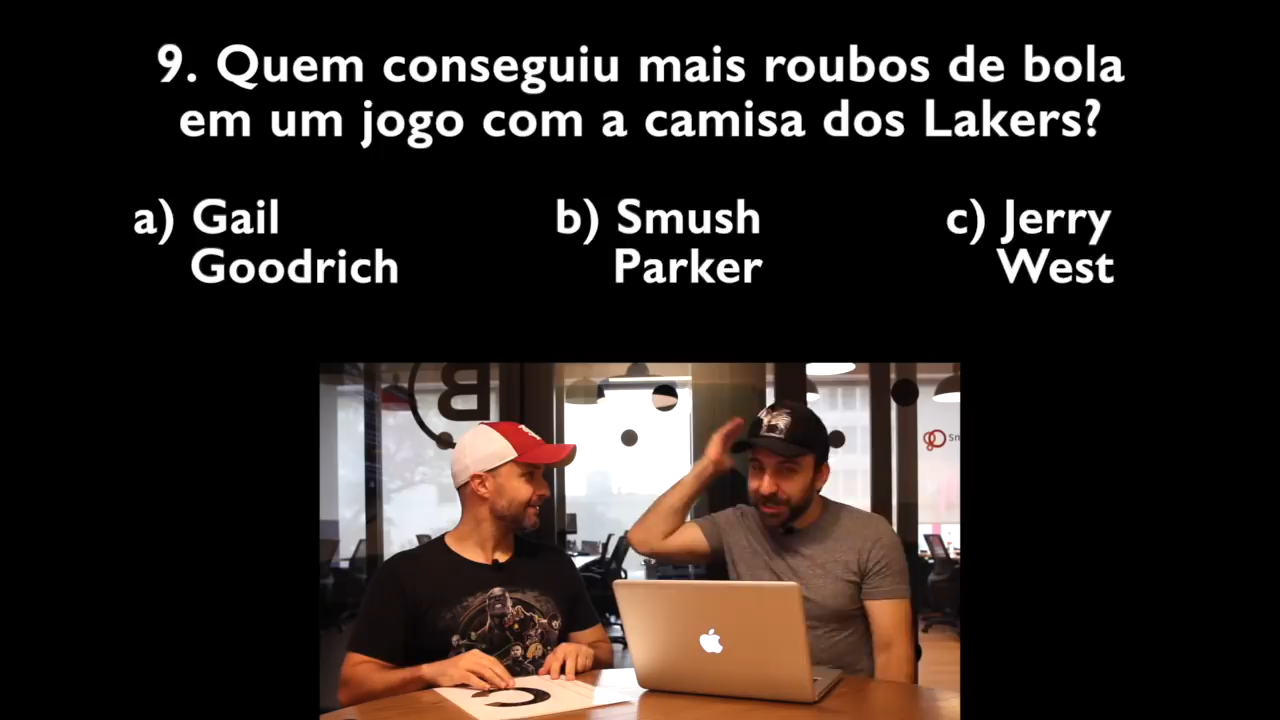 9. Quem conseguiu mais roubos de bola
em um jogo com a camisa dos Lakers?
a) Gail
Goodrich
b) Smush
Parker
c) Jerry
West
B
C